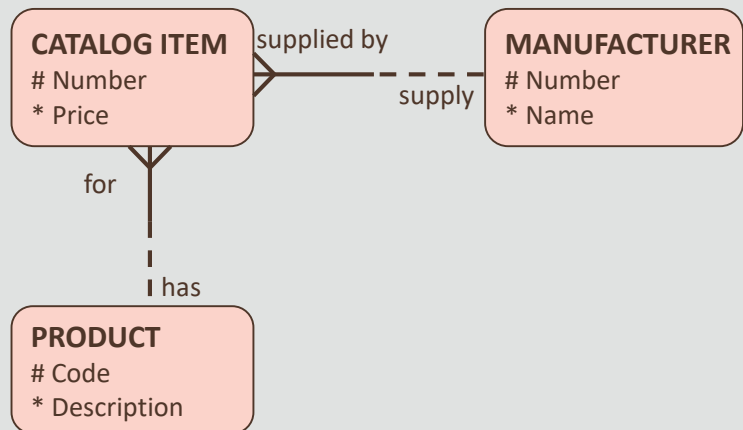 CATALOG ITEM
# Number
* Price
supplied by
supply
MANUFACTURER
# Number
* Name
for
has
PRODUCT
# Code
* Description